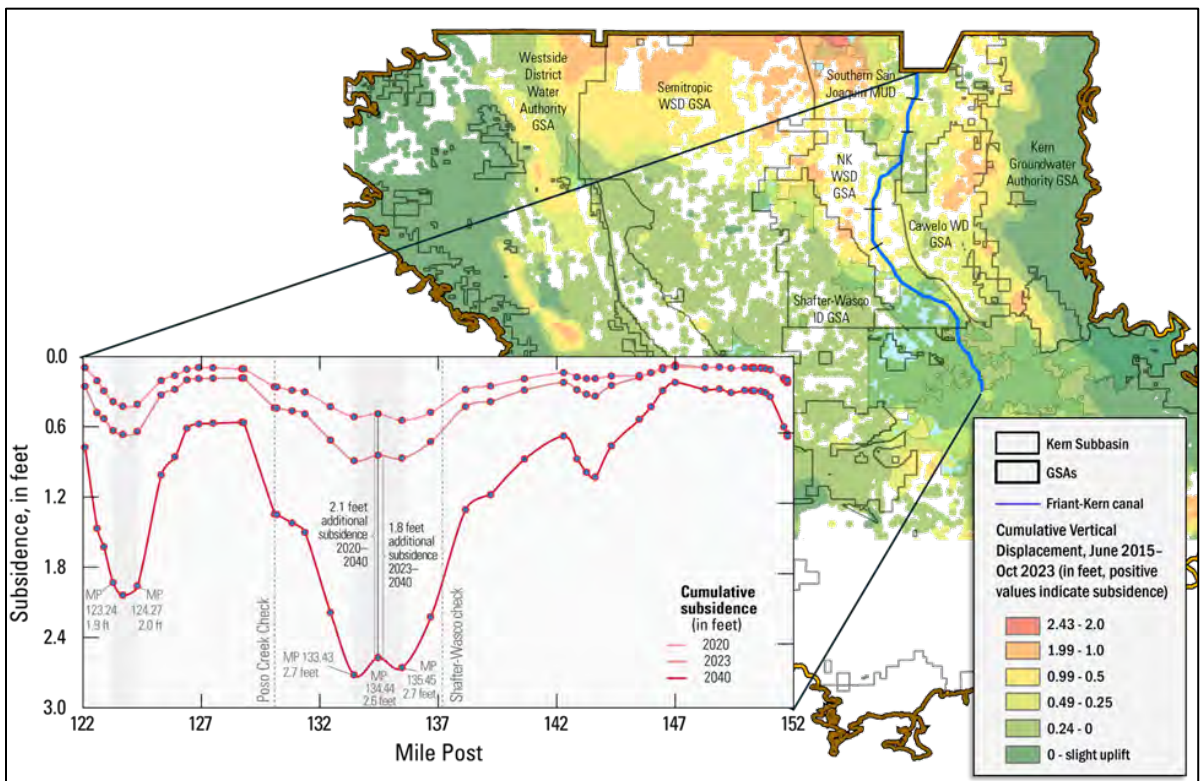 Westside
District
Water
Authority
GSA
Semitropic
WSD GSA
Southern San
Joaquin MUD
NK
WSD
GSA
Kern
Groundwater
Authority GSA
Cawelo WD
GSA
Shafter-Wasco
ID GSA
Subsidence, in feet
0.0
0.6
1.2
1.8
2.4
3.0
MP
123.24
1.9 ft
MP
124.27
2.0 ft
Poso Creek Check
2.1 feet
additional
subsidence
2020–
2040
1.8 feet
additional
subsidence
2023–
2040
MP 133.43
2.7 feet
MP
134.44
2.6 feet
MP
135.45
2.7 feet
Shafter-Wasco check
Cumulative
subsidence
(in feet)
2020
2023
2040
122
127
132
137
142
147
152
Mile Post
Kern Subbasin
GSAs
Friant-Kern canal
Cumulative Vertical
Displacement, June 2015–
Oct 2023 (in feet, positive
values indicate subsidence)
2.43 - 2.0
1.99 - 1.0
0.99 - 0.5
0.49 - 0.25
0.24 - 0
0 - slight uplift